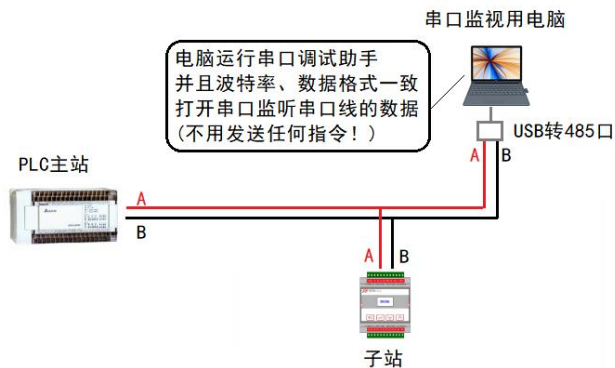 串口监视用电脑
电脑运行串口调试助手
并且波特率、数据格式一致
打开串口监听串口线的数据
(不用发送任何指令！)
USB转485口
A
B
PLC主站
A
B
A
B
子站